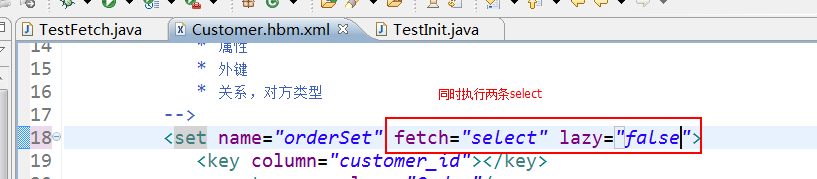 TestFetch.java Customer.hbm.xml TestInit.java
14 * 属性
15 * 外键
16 * 关系，对方类型 同时执行两条select
17 -->
18 <set name="orderSet" fetch="select" lazy="false">
19 <key column="customer_id"></key>